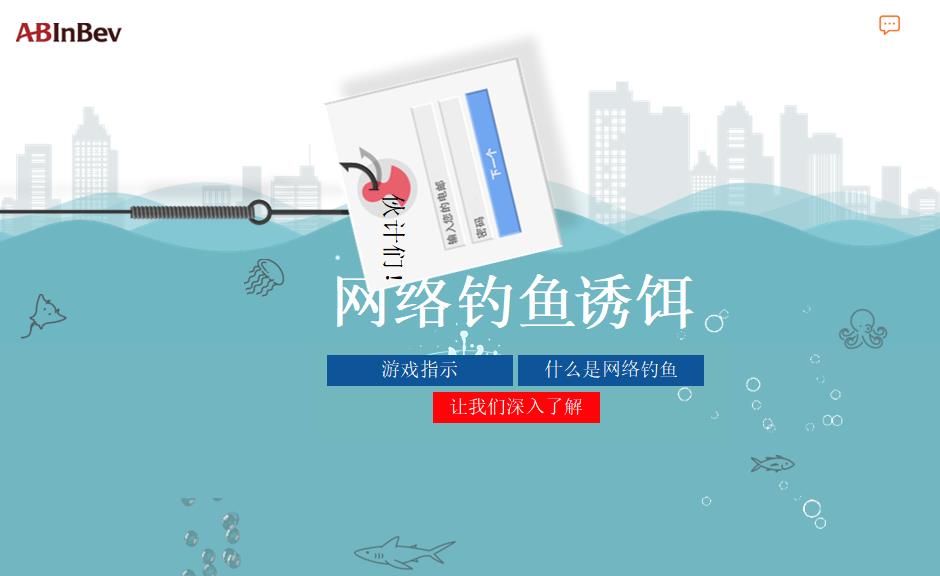 ABInBev
伙计们!
输入您的电邮
密码
下一个
网络钓鱼诱饵
游戏指示
什么是网络钓鱼
让我们深入了解